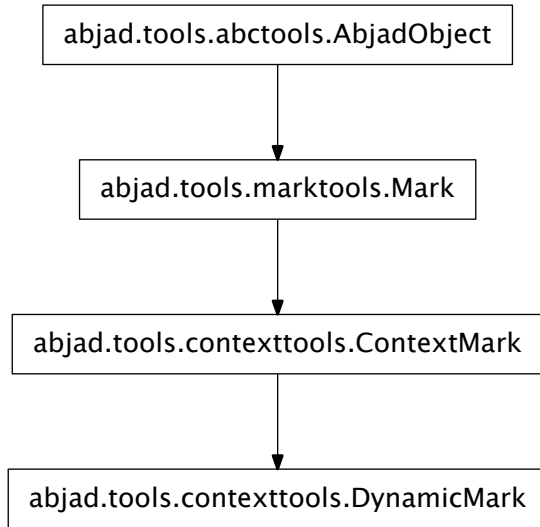 abjad.tools.abctools.AbjadObject
abjad.tools.marktools.Mark
abjad.tools.contexttools.ContextMark
abjad.tools.contexttools.DynamicMark